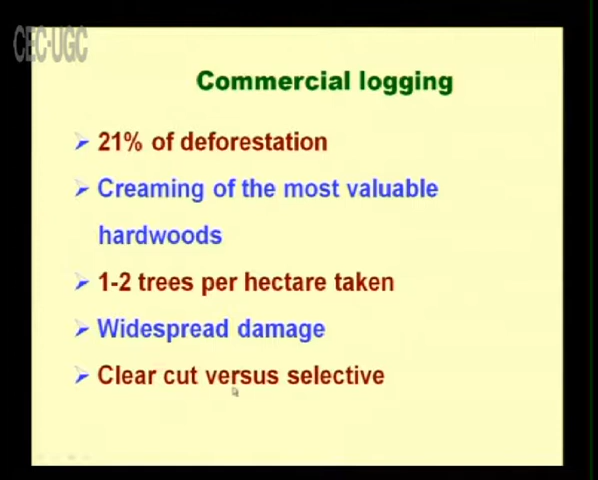 CEC-UGC
Commercial logging
21% of deforestation
Creaming of the most valuable
hardwoods
1-2 trees per hectare taken
Widespread damage
Clear cut versus selective